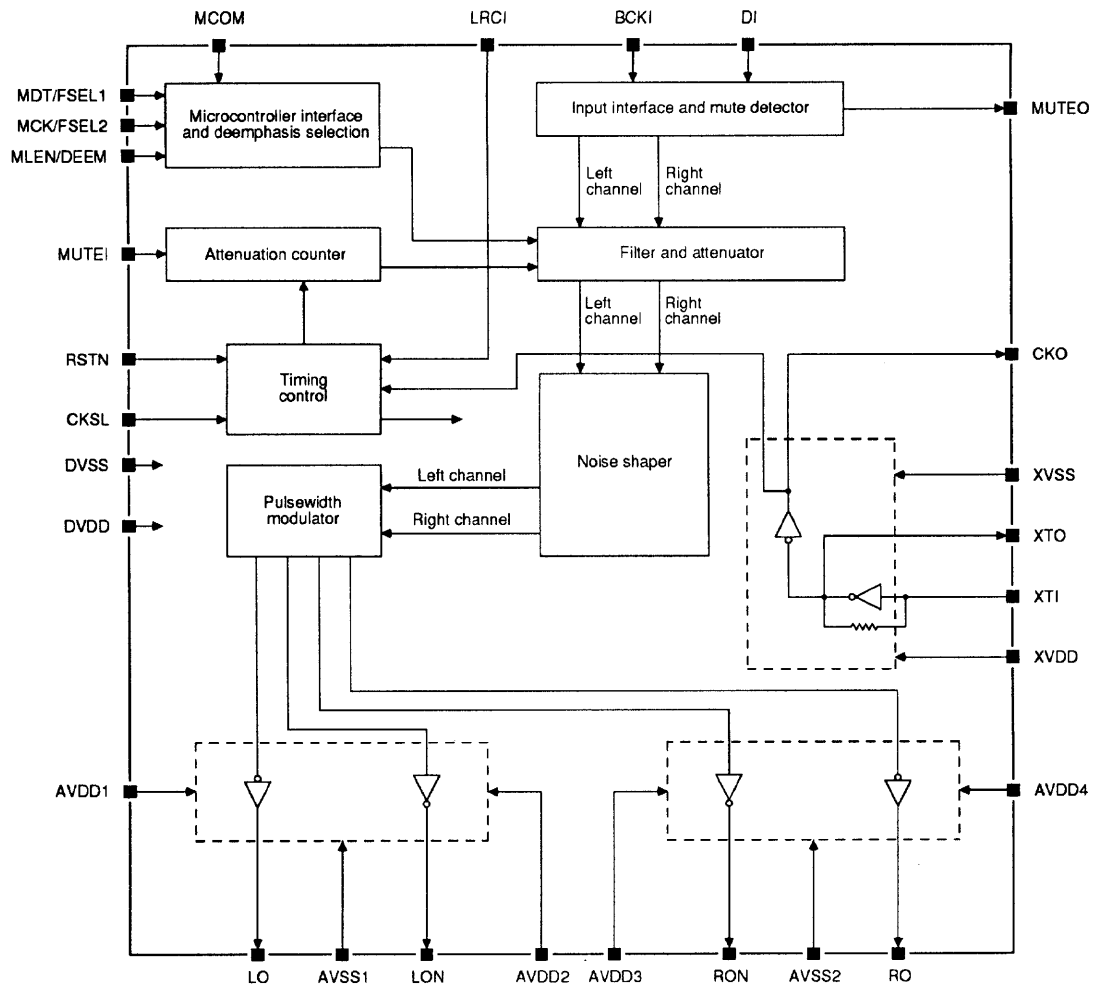 MCOM
LRCI
BCKI
DI
MDT/FSEL1
MCK/FSEL2
MLEN/DEEM
Microcontroller interface
and deemphasis selection
Input interface and mute detector
MUTEO
Left
channel
Right
channel
MUTEI
Attenuation counter
Filter and attenuator
Left
channel
Right
channel
RSTN
Timing
control
CKO
CKSL
DVSS
Noise shaper
XVSS
Left channel
Pulsewidth
modulator
Right channel
DVDD
XTO
XTI
XVDD
AVDD1
AVDD4
LO
AVSS1
LON
AVDD2
AVDD3
RON
AVSS2
RO